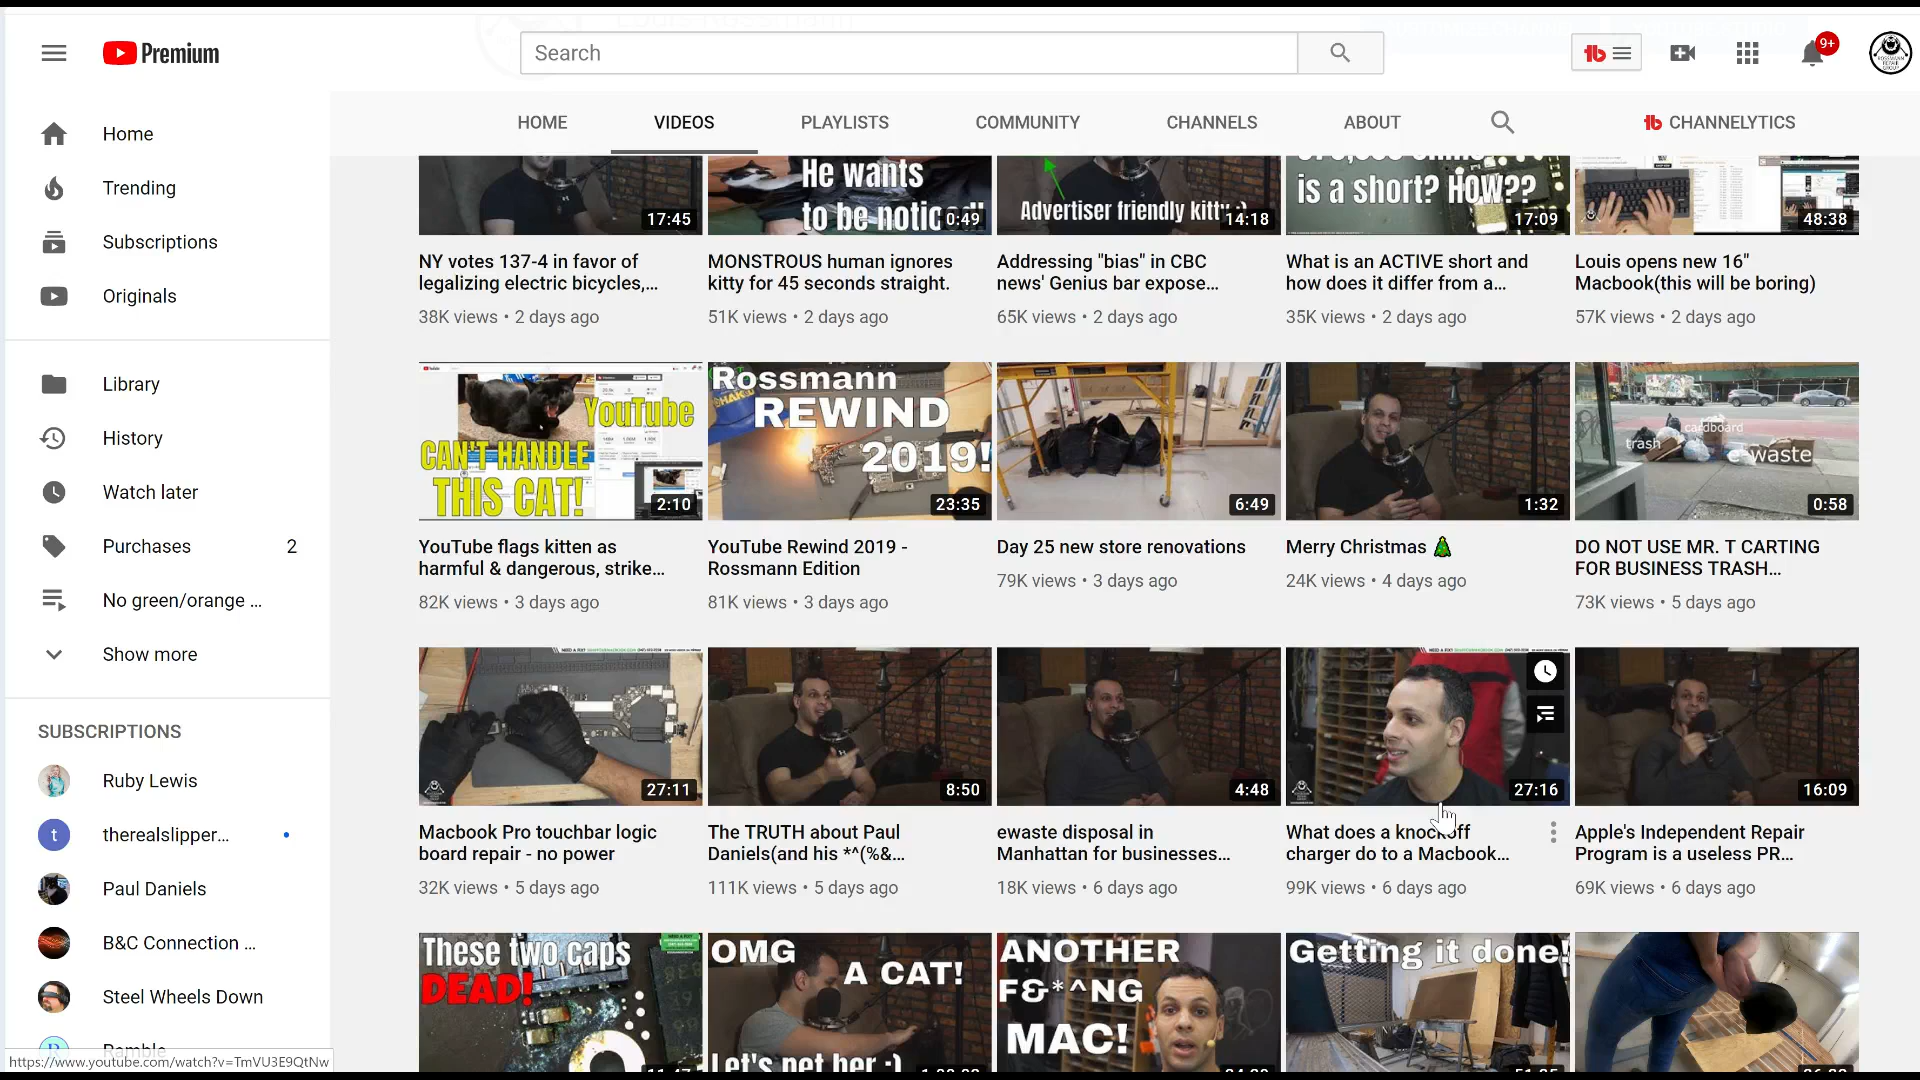 Premium
Search
9+
HOME
VIDEOS
PLAYLISTS
COMMUNITY
CHANNELS
ABOUT
CHANNELYTICS
Home
Trending
Subscriptions
Originals
Library
History
Watch later
Purchases 2
No green/orange ...
Show more
SUBSCRIPTIONS
Ruby Lewis
therealslipper...
Paul Daniels
B&C Connection ...
Steel Wheels Down
Ramble
https://www.youtube.com/watch?v=TmVU3E9QtNw
17:45
He wants
to be
0:49
Advertiser friendly
14:18
is a short? HOW??
17:09
48:38
NY votes 137-4 in favor of
legalizing electric bicycles,...
38K views • 2 days ago
MONSTROUS human ignores
kitty for 45 seconds straight.
51K views • 2 days ago
Addressing "bias" in CBC
news' Genius bar expose...
65K views • 2 days ago
What is an ACTIVE short and
how does it differ from a...
35K views • 2 days ago
Louis opens new 16"
Macbook(this will be boring)
57K views • 2 days ago
YouTube
CAN'T HANDLE
THIS CAT!
2:10
Rossmann
REWIND
2019!
23:35
6:49
1:32
trash
cardboard
e-waste
0:58
YouTube flags kitten as
harmful & dangerous, strike...
82K views • 3 days ago
YouTube Rewind 2019 -
Rossmann Edition
81K views • 3 days ago
Day 25 new store renovations
79K views • 3 days ago
Merry Christmas 🎄
24K views • 4 days ago
DO NOT USE MR. T CARTING
FOR BUSINESS TRASH...
73K views • 5 days ago
27:11
8:50
4:48
27:16
16:09
Macbook Pro touchbar logic
board repair - no power
32K views • 5 days ago
The TRUTH about Paul
Daniels(and his *^(%&...
111K views • 5 days ago
ewaste disposal in
Manhattan for businesses...
18K views • 6 days ago
What does a knockoff
charger do to a Macbook...
99K views • 6 days ago
Apple's Independent Repair
Program is a useless PR...
69K views • 6 days ago
These two caps
DEAD!
OMG
A CAT!
Let's pet her :)
ANOTHER
F&*^NG
MAC!
Getting it done!